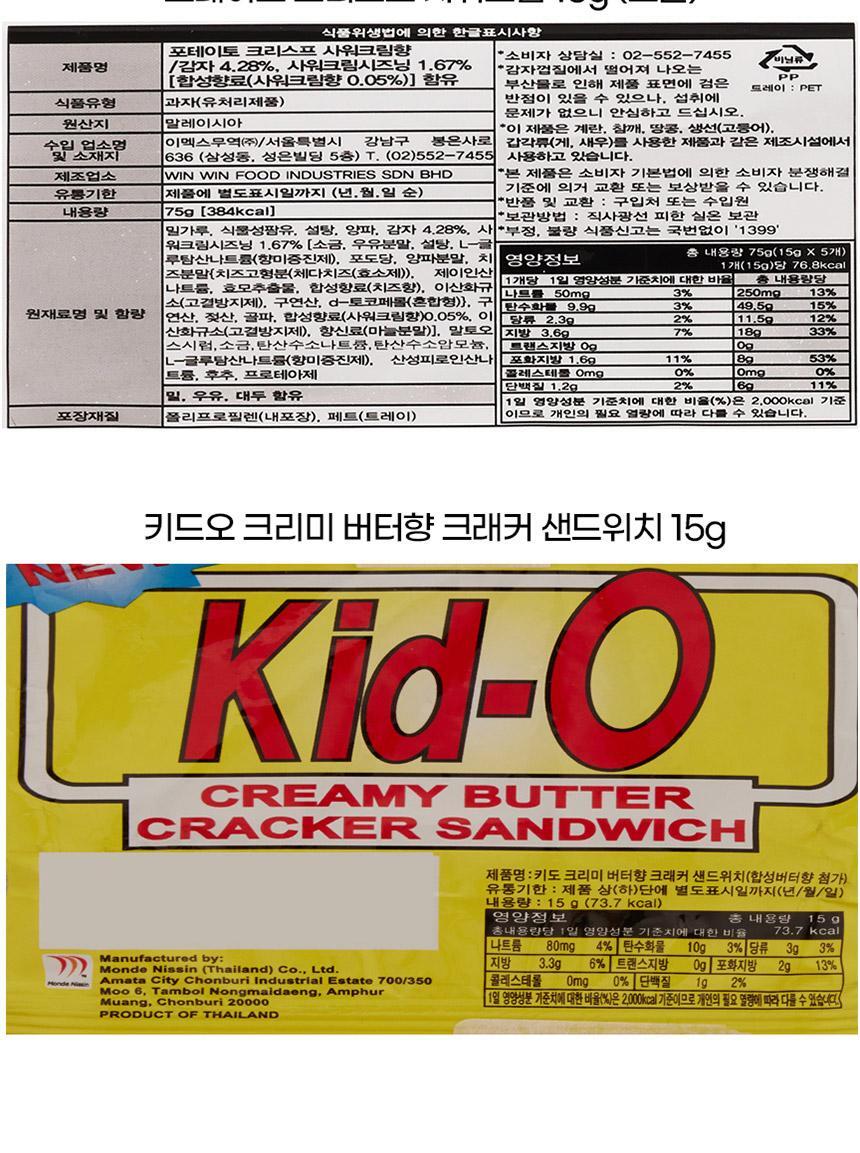 식품위생법에 의한 한글표시사항
제품명
포테이토 크리스프 사워크림향
/감자 4.28%, 사워크림시즈닝 1.67%
[합성향료(사워크림향 0.05%)] 함유
식품유형
과자(유처리제품)
원산지
말레이시아
수입 업소명
및 소재지
이멕스무역㈜/서울특별시 강남구 봉은사로
636 (삼성동, 성은빌딩 5층) T. (02)552-7455
제조업소
WIN WIN FOOD INDUSTRIES SDN BHD
유통기한
제품에 별도표시일까지 (년.월.일 순)
내용량
75g [384kcal]
원재료명 및 함량
밀가루, 식물성팜유, 설탕, 양파, 감자 4.28%, 사
워크림시즈닝 1.67% [소금, 우유분말, 설탕, L-글
루탐산나트륨(향미증진제), 포도당, 양파분말, 치
즈분말(치즈고형분(체다치즈(효소제)), 제이인산
나트륨, 효모추출물, 합성향료(치즈향), 이산화규
소(고결방지제), 구연산, d-토코페롤(혼합형)}, 구
연산, 젖산, 골파, 합성향료(사워크림향)0.05%, 이
산화규소(고결방지제), 향신료(마늘분말)], 말토오
스시럽, 소금, 탄산수소나트륨, 탄산수소암모늄,
L-글루탐산나트륨(향미증진제), 산성피로인산나
트륨, 후추, 프로테아제
밀, 우유, 대두 함유
포장재질
폴리프로필렌(내포장), 페트(트레이)
*소비자 상담실 : 02-552-7455
*감자껍질에서 떨어져 나오는
부산물로 인해 제품 표면에 검은
반점이 있을 수 있으나, 섭취에
문제가 없으니 안심하고 드십시오.
*이 제품은 계란, 참깨, 땅콩, 생선(고등어),
갑각류(게, 새우)를 사용한 제품과 같은 제조시설에서
사용하고 있습니다.
*본 제품은 소비자 기본법에 의한 소비자 분쟁해결
기준에 의거 교환 또는 보상받을 수 있습니다.
*반품 및 교환 : 구입처 또는 수입원
*보관방법 : 직사광선 피한 실온 보관
*부정, 불량 식품신고는 국번없이 '1399'
비닐류
PP
트레이 : PET
영양정보
총 내용량 75g(15g X 5개)
1개(15g)당 76.8kcal
1개당 1일 영양성분 기준치에 대한 비율 총 내용량당
나트륨 50mg 3% 250mg 13%
탄수화물 9.9g 3% 49.5g 15%
당류 2.3g 2% 11.5g 12%
지방 3.6g 7% 18g 33%
트랜스지방 0g 0g
포화지방 1.6g 11% 8g 53%
콜레스테롤 0mg 0% 0mg 0%
단백질 1.2g 2% 6g 11%
1일 영양성분 기준치에 대한 비율(%)은 2,000kcal 기준
이므로 개인의 필요 열량에 따라 다를 수 있습니다.
키드오 크리미 버터향 크래커 샌드위치 15g
NEW
Kid-O
CREAMY BUTTER
CRACKER SANDWICH
제품명:키도 크리미 버터향 크래커 샌드위치(합성버터향 첨가)
유통기한 : 제품 상(하)단에 별도표시일까지(년/월/일)
내용량 : 15 g (73.7 kcal)
영양정보 총 내용량 15 g
총내용량당 1일 영양성분 기준치에 대한 비율 73.7 kcal
나트륨 80mg 4% 탄수화물 10g 3% 당류 3g 3%
지방 3.3g 6% 트랜스지방 0g 포화지방 2g 13%
콜레스테롤 0mg 0% 단백질 1g 2%
1일 영양성분 기준치에 대한 비율(%)은 2,000kcal 기준이므로 개인의 필요 열량에 따라 다를 수 있습니다.
Monde Nissin
Manufactured by:
Monde Nissin (Thailand) Co., Ltd.
Amata City Chonburi Industrial Estate 700/350
Moo 6, Tambol Nongmaidaeng, Amphur
Muang, Chonburi 20000
PRODUCT OF THAILAND